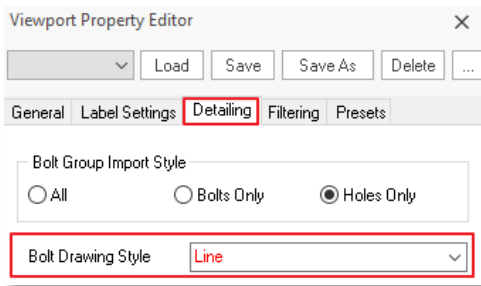 Viewport Property Editor
Load Save Save As Delete ...
General Label Settings Detailing Filtering Presets
Bolt Group Import Style
All Bolts Only Holes Only
Bolt Drawing Style Line